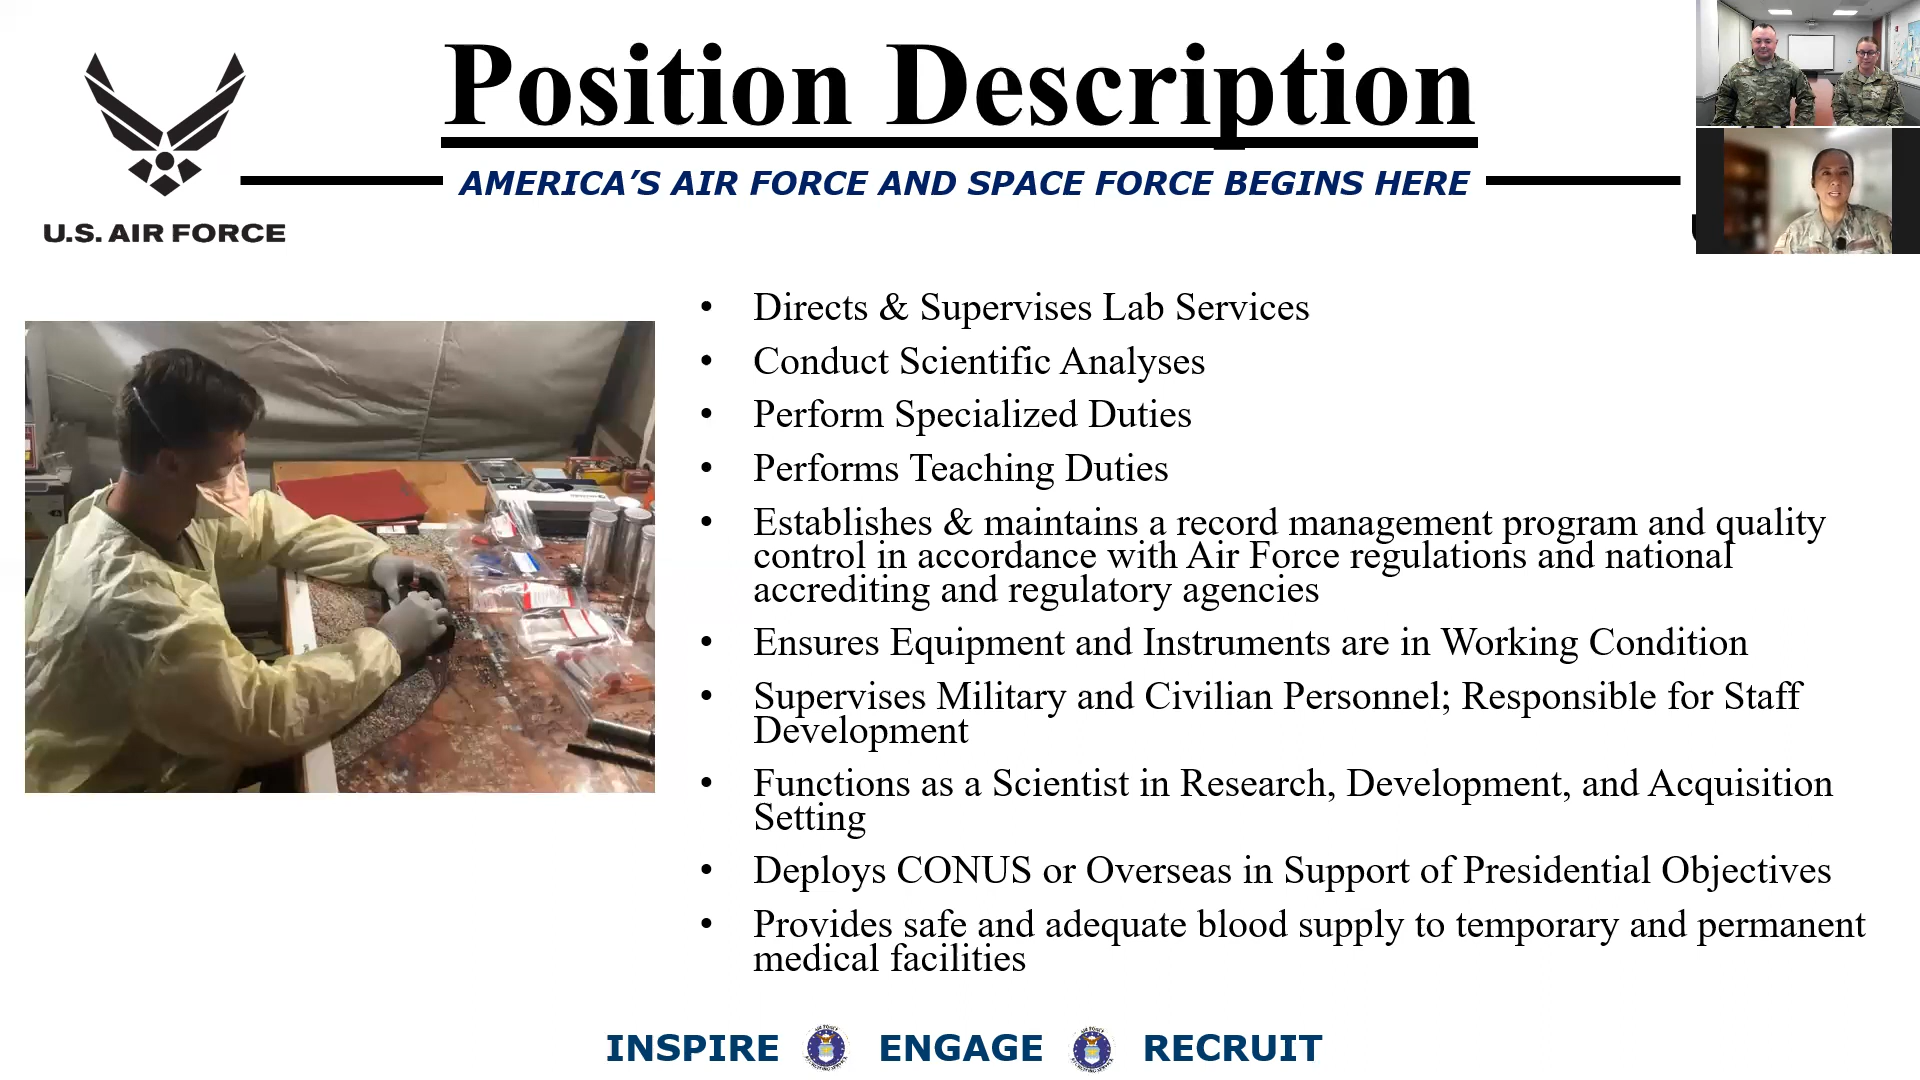 Position Description
AMERICA’S AIR FORCE AND SPACE FORCE BEGINS HERE
U.S. AIR FORCE
• Directs & Supervises Lab Services
• Conduct Scientific Analyses
• Perform Specialized Duties
• Performs Teaching Duties
• Establishes & maintains a record management program and quality
control in accordance with Air Force regulations and national
accrediting and regulatory agencies
• Ensures Equipment and Instruments are in Working Condition
• Supervises Military and Civilian Personnel; Responsible for Staff
Development
• Functions as a Scientist in Research, Development, and Acquisition
Setting
• Deploys CONUS or Overseas in Support of Presidential Objectives
• Provides safe and adequate blood supply to temporary and permanent
medical facilities
INSPIRE ENGAGE RECRUIT